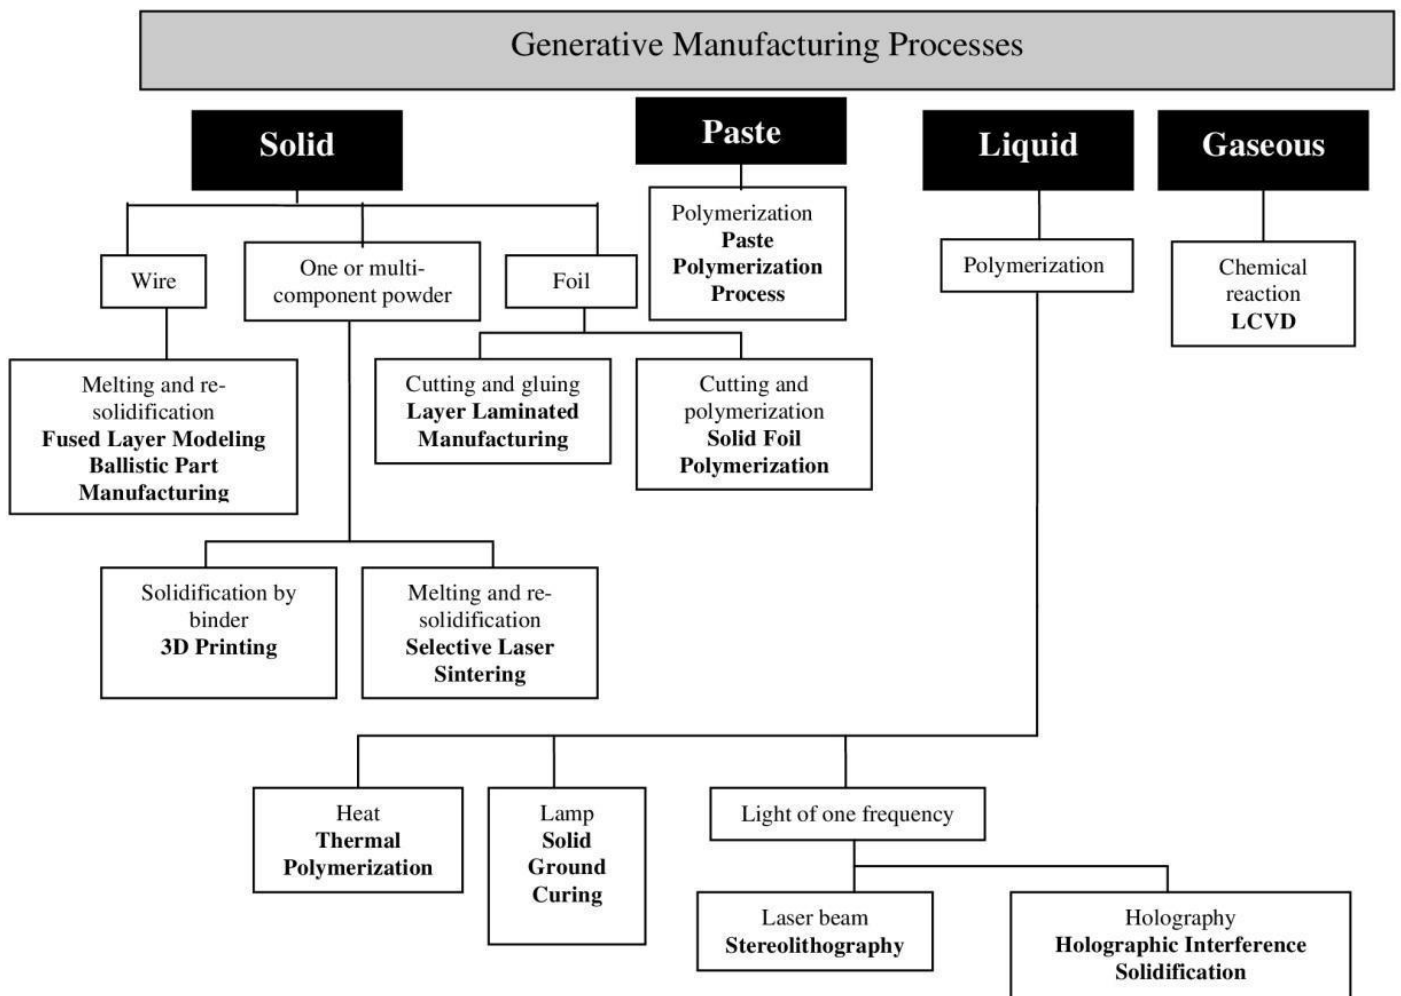 Generative Manufacturing Processes
Solid
Paste
Liquid
Gaseous
Polymerization
Paste
Polymerization
Process
Wire
One or multi-
component powder
Foil
Polymerization
Chemical
reaction
LCVD
Melting and re-
solidification
Fused Layer Modeling
Ballistic Part
Manufacturing
Cutting and gluing
Layer Laminated
Manufacturing
Cutting and
polymerization
Solid Foil
Polymerization
Solidification by
binder
3D Printing
Melting and re-
solidification
Selective Laser
Sintering
Heat
Thermal
Polymerization
Lamp
Solid
Ground
Curing
Light of one frequency
Laser beam
Stereolithography
Holography
Holographic Interference
Solidification